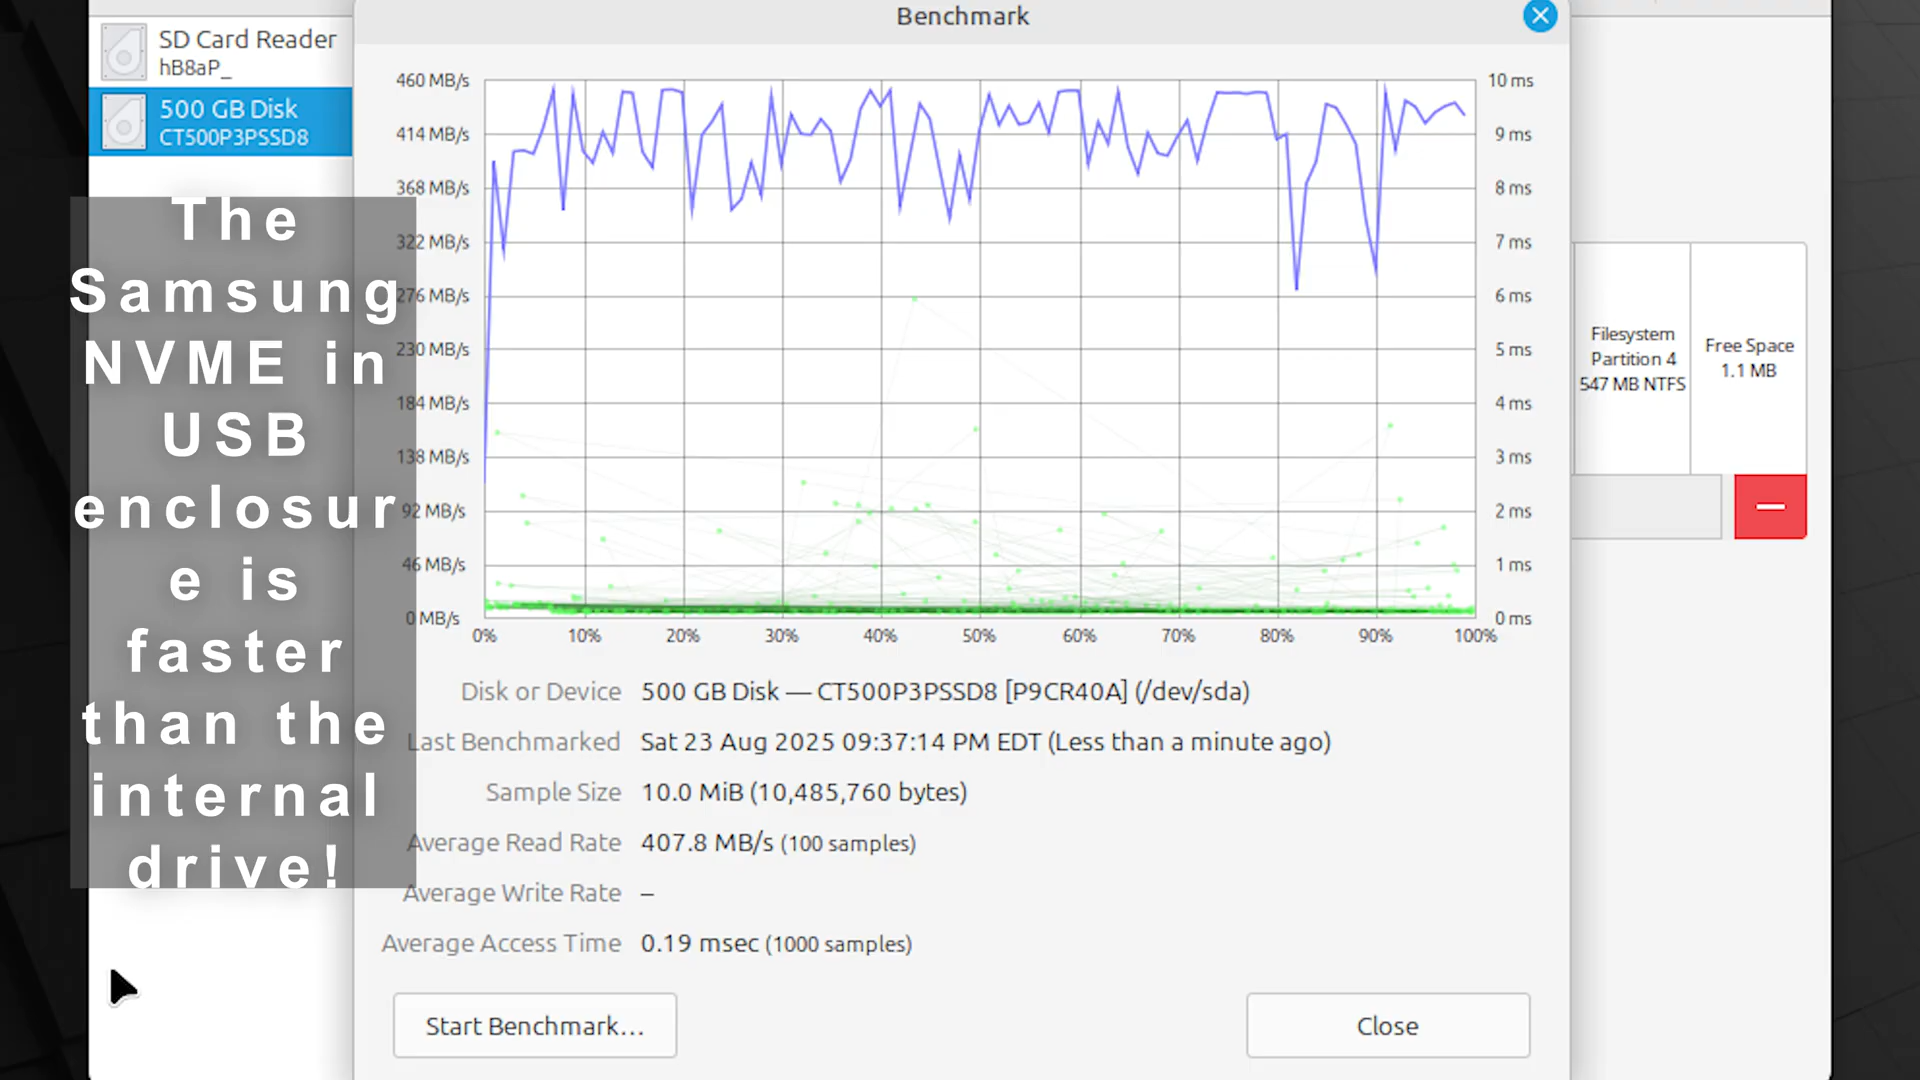 Benchmark
SD Card Reader
hB8aP_
500 GB Disk
CT500P3PSSD8
The
Samsung
NVME in
USB
enclosur
e is
faster
than the
internal
drive!
460 MB/s
414 MB/s
368 MB/s
322 MB/s
276 MB/s
230 MB/s
184 MB/s
138 MB/s
92 MB/s
46 MB/s
0 MB/s
10 ms
9 ms
8 ms
7 ms
6 ms
5 ms
4 ms
3 ms
2 ms
1 ms
0 ms
0% 10% 20% 30% 40% 50% 60% 70% 80% 90% 100%
Filesystem
Partition 4
547 MB NTFS
Free Space
1.1 MB
Disk or Device 500 GB Disk — CT500P3PSSD8 [P9CR40A] (/dev/sda)
Last Benchmarked Sat 23 Aug 2025 09:37:14 PM EDT (Less than a minute ago)
Sample Size 10.0 MiB (10,485,760 bytes)
Average Read Rate 407.8 MB/s (100 samples)
Average Write Rate –
Average Access Time 0.19 msec (1000 samples)
Start Benchmark…
Close